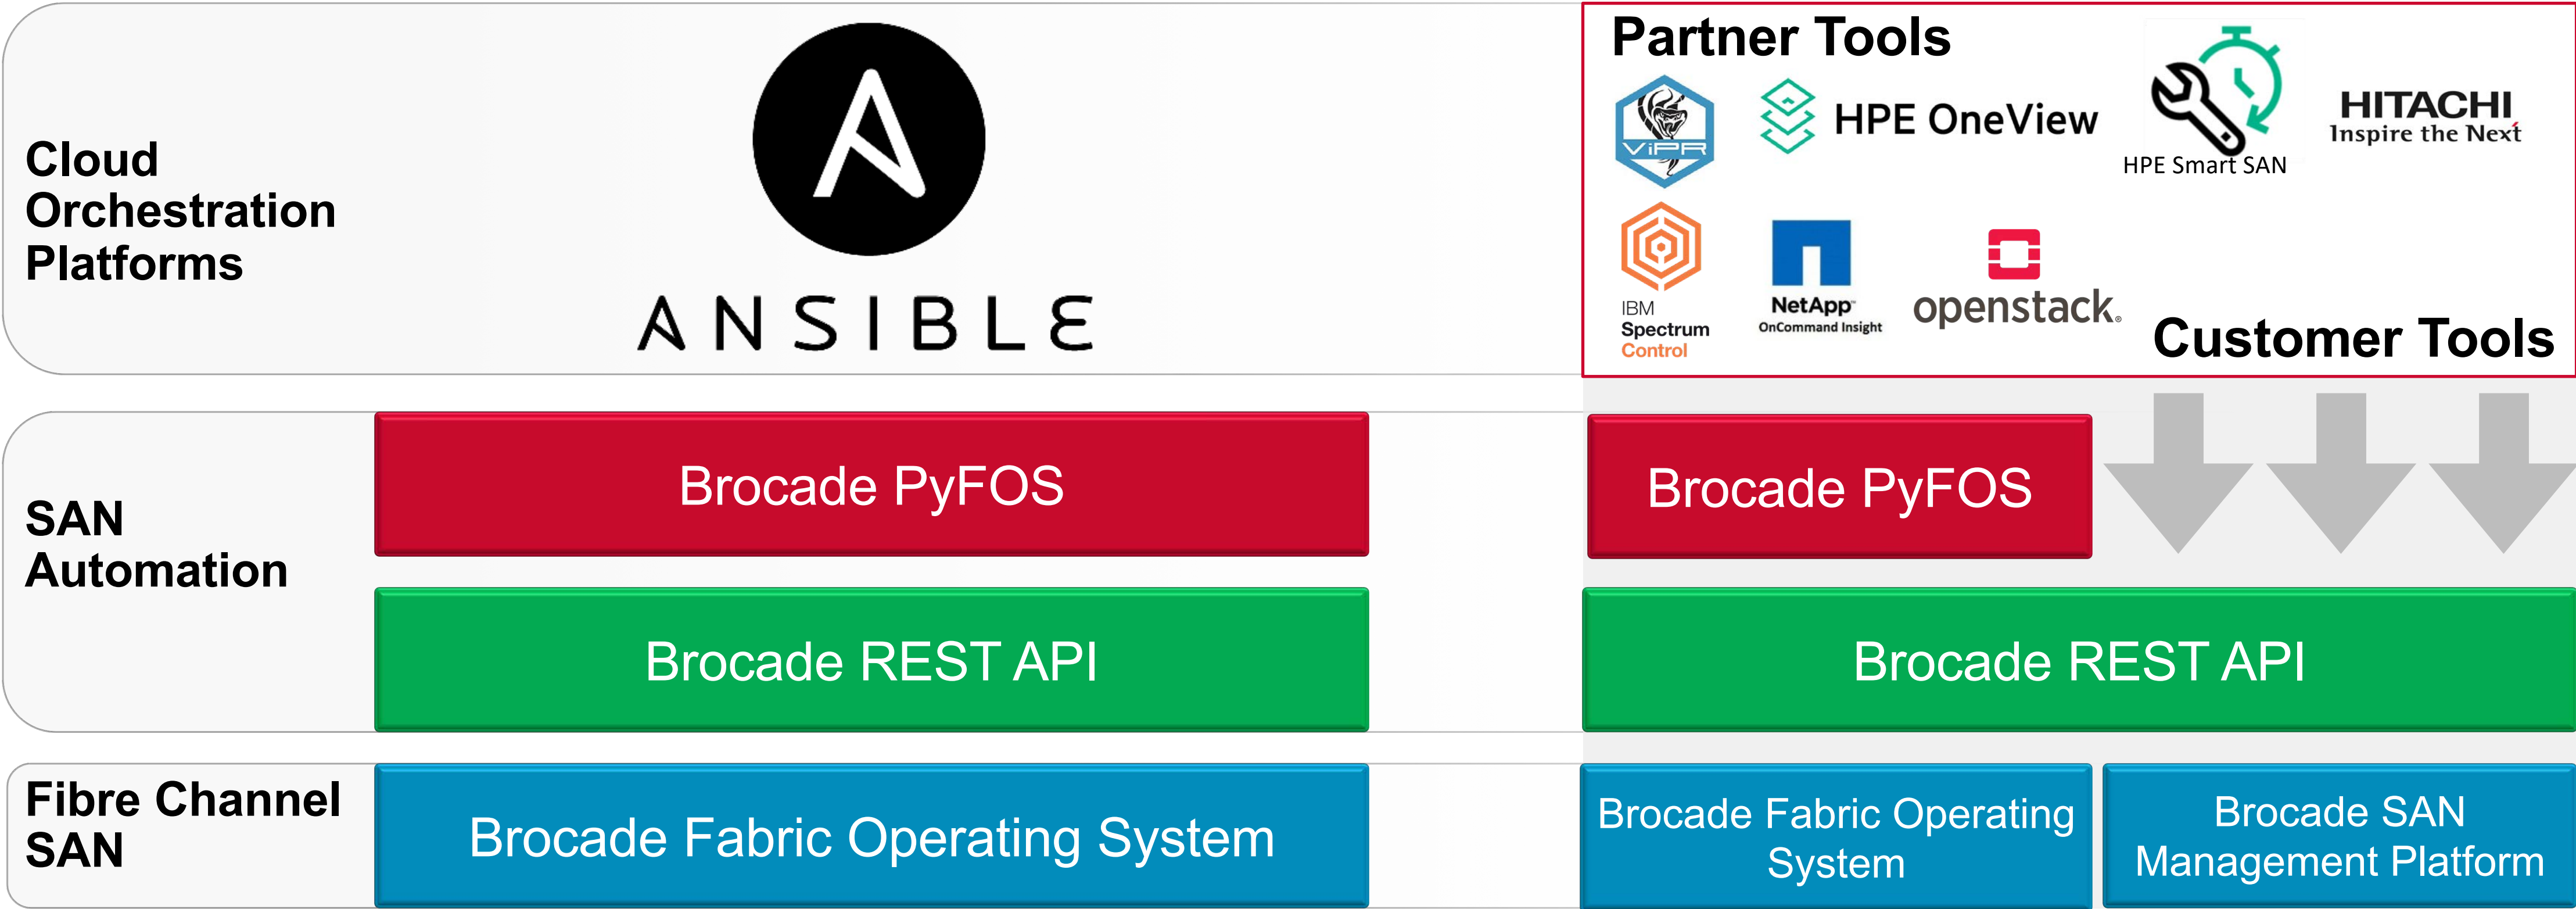 Cloud
Orchestration
Platforms
ANSIBLE
Partner Tools
ViPR
HPE OneView
HPE Smart SAN
HITACHI
Inspire the Next
IBM
Spectrum
Control
NetApp™
OnCommand Insight
openstack®
Customer Tools
SAN
Automation
Brocade PyFOS
Brocade PyFOS
Brocade REST API
Brocade REST API
Fibre Channel
SAN
Brocade Fabric Operating System
Brocade Fabric Operating
System
Brocade SAN
Management Platform